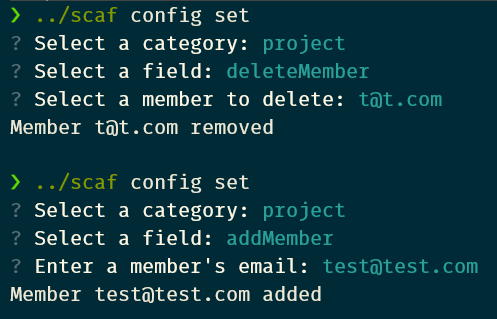 ❯ ../scaf config set
? Select a category: project
? Select a field: deleteMember
? Select a member to delete: t@t.com
Member t@t.com removed
❯ ../scaf config set
? Select a category: project
? Select a field: addMember
? Enter a member's email: test@test.com
Member test@test.com added